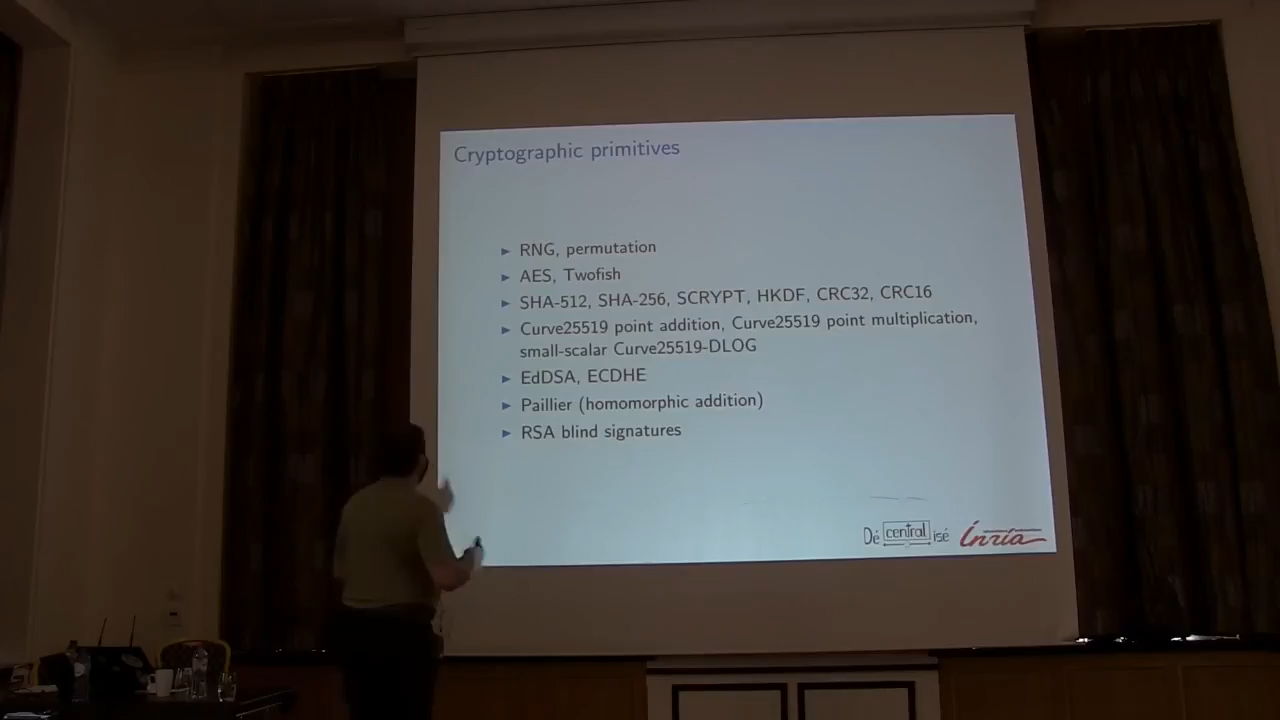 Cryptographic primitives
RNG, permutation
AES, Twofish
SHA-512, SHA-256, SCRYPT, HKDF, CRC32, CRC16
Curve25519 point addition, Curve25519 point multiplication,
small-scalar Curve25519-DLOG
EdDSA, ECDHE
Paillier (homomorphic addition)
RSA blind signatures
Dé central isé Inria